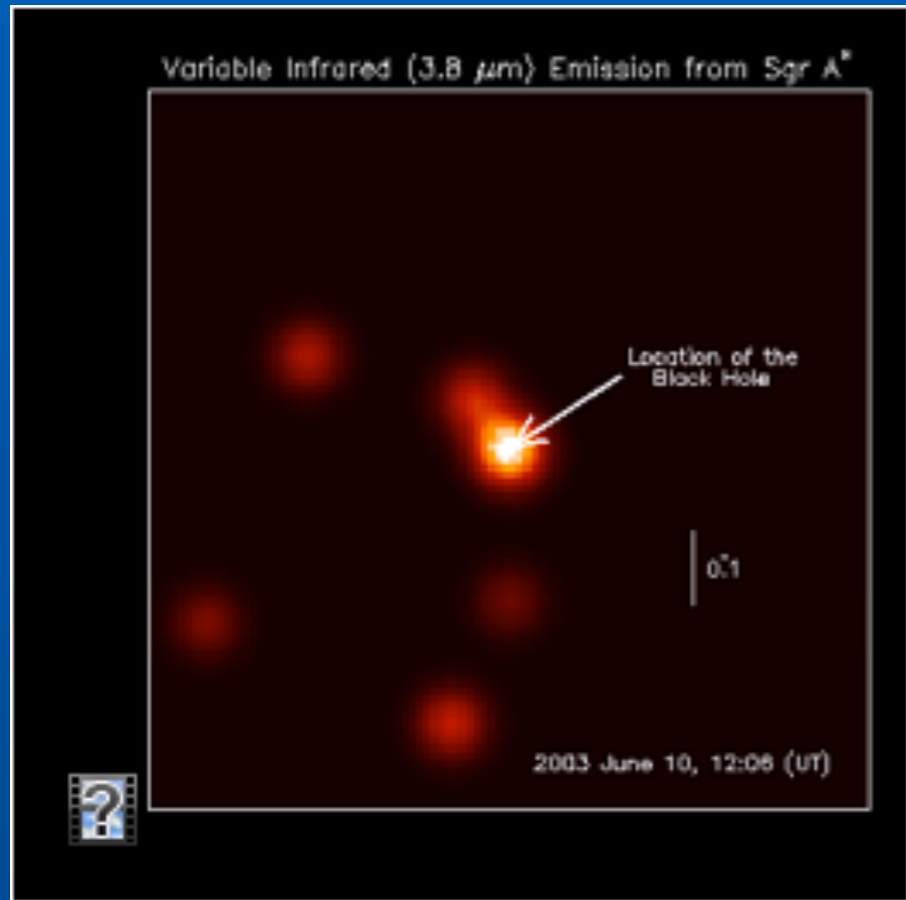 Variable Infrared (3.8 μm) Emission from Sgr A*
Location of the
Black Hole
0."1
2003 June 10, 12:06 (UT)
?